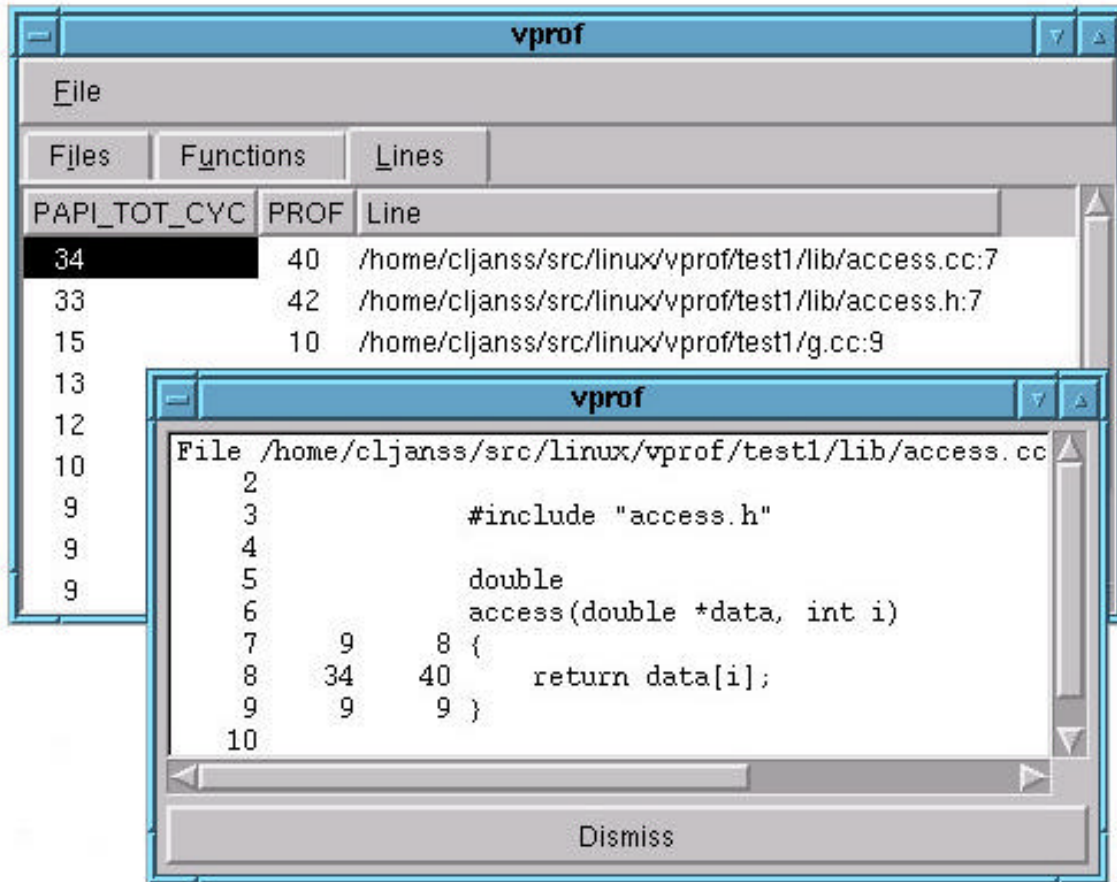 vprof
File
Files Functions Lines
PAPI_TOT_CYC PROF Line
34 40 /home/cljanss/src/linux/vprof/test1/lib/access.cc:7
33 42 /home/cljanss/src/linux/vprof/test1/lib/access.h:7
15 10 /home/cljanss/src/linux/vprof/test1/g.cc:9
13
12
10
9
9
9
vprof
File /home/cljanss/src/linux/vprof/test1/lib/access.cc
2
3 #include "access.h"
4
5 double
6 access(double *data, int i)
7 9 8 {
8 34 40 return data[i];
9 9 9 }
10
Dismiss